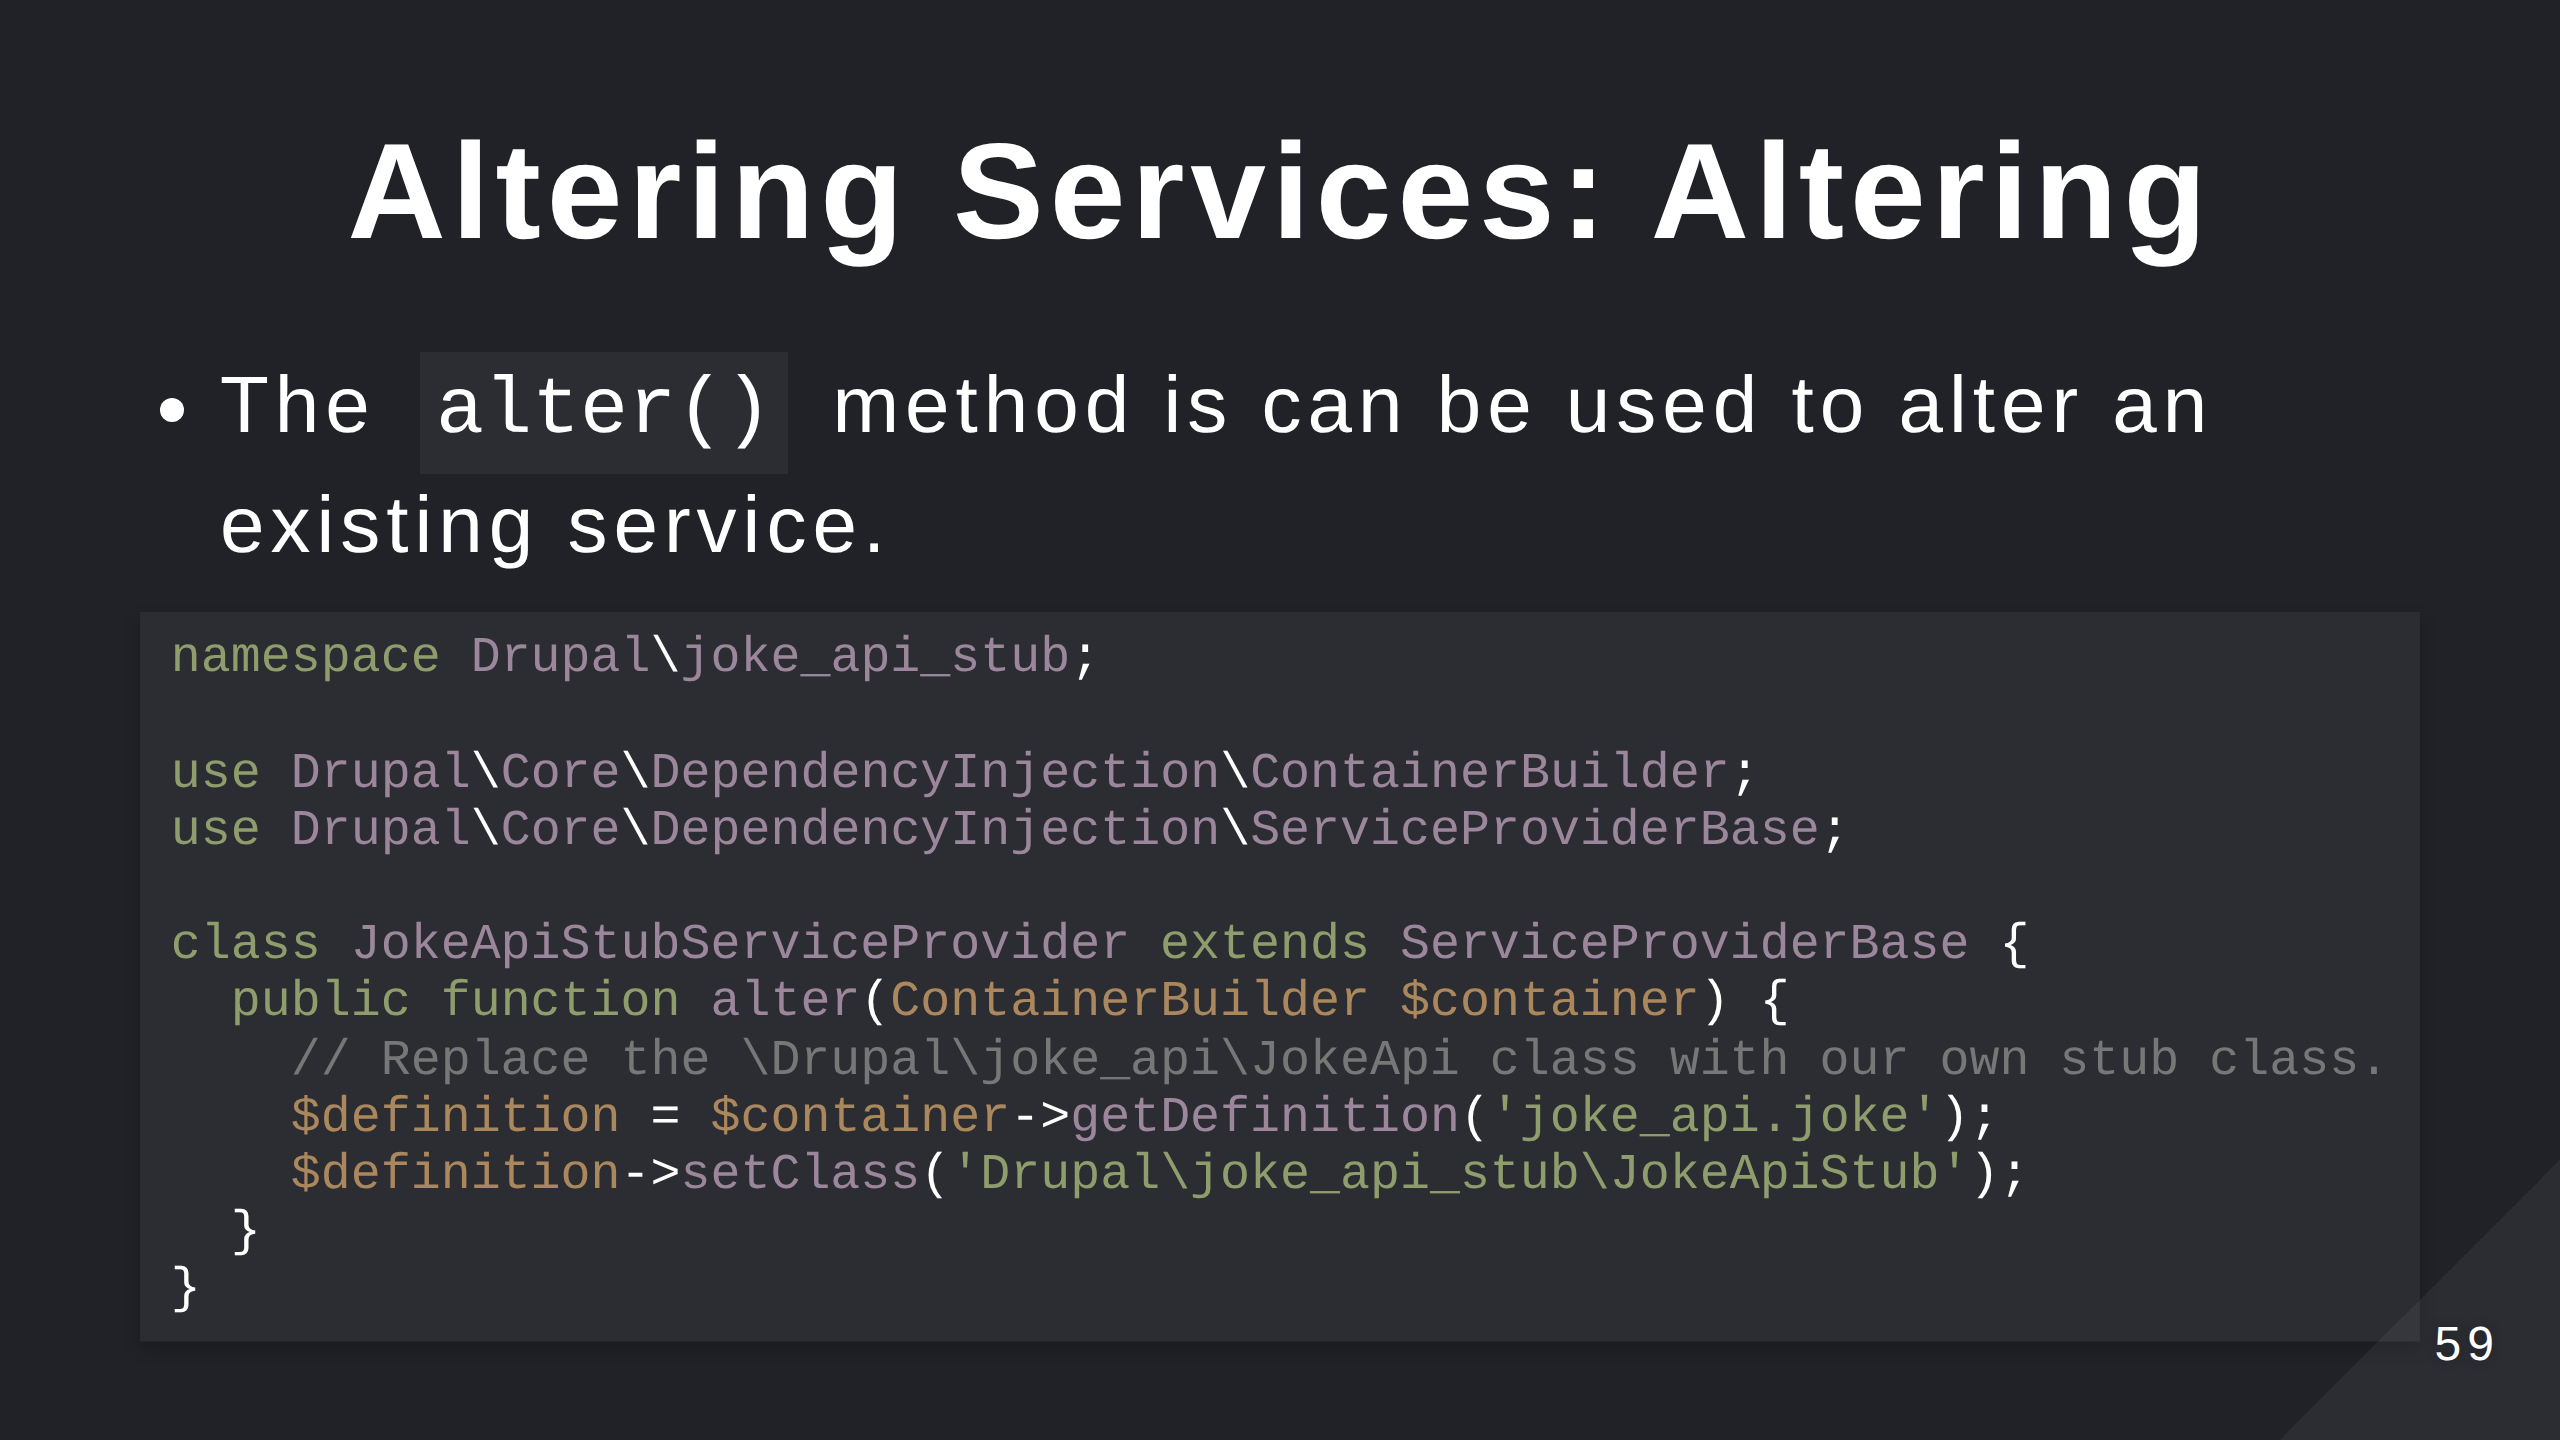 Altering Services: Altering
• The alter() method is can be used to alter an
existing service.
namespace Drupal\joke_api_stub;

use Drupal\Core\DependencyInjection\ContainerBuilder;
use Drupal\Core\DependencyInjection\ServiceProviderBase;

class JokeApiStubServiceProvider extends ServiceProviderBase {
  public function alter(ContainerBuilder $container) {
    // Replace the \Drupal\joke_api\JokeApi class with our own stub class.
    $definition = $container->getDefinition('joke_api.joke');
    $definition->setClass('Drupal\joke_api_stub\JokeApiStub');
  }
}
59